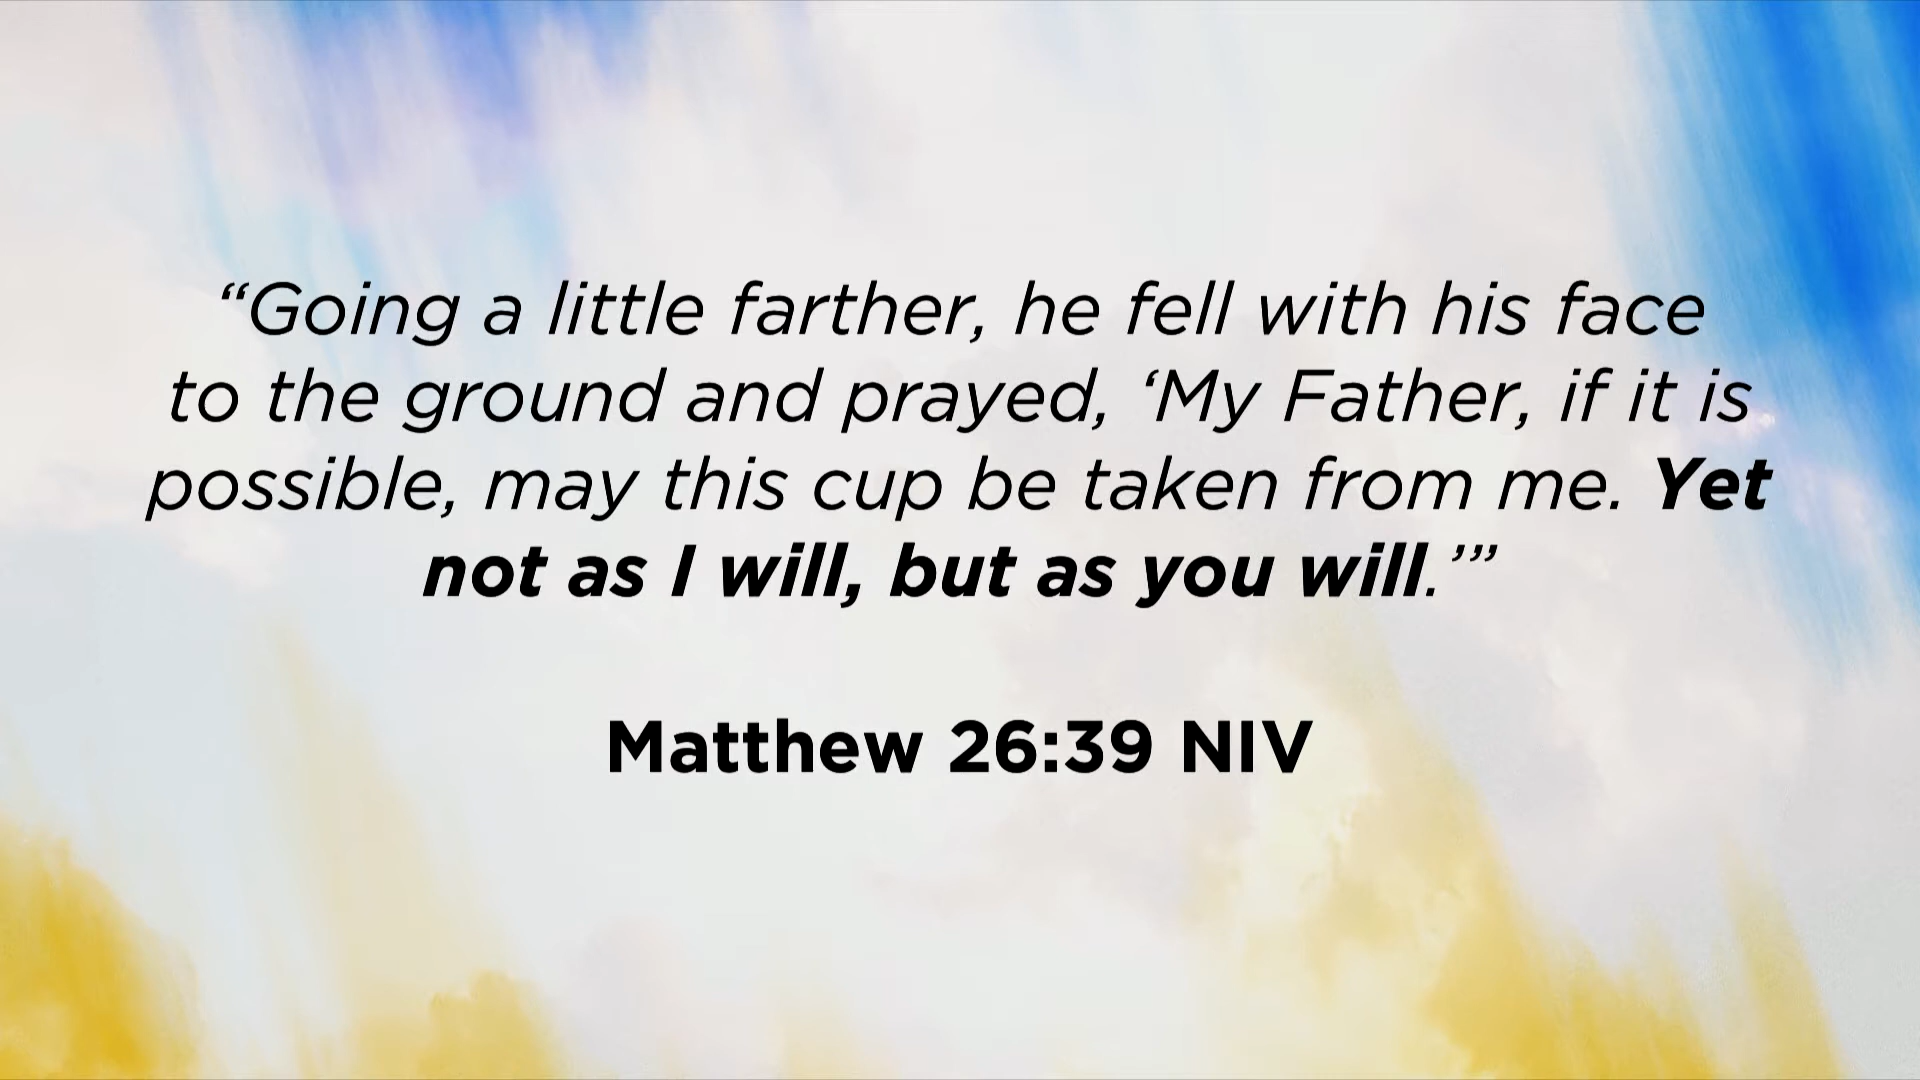 “Going a little farther, he fell with his face
to the ground and prayed, ‘My Father, if it is
possible, may this cup be taken from me. Yet
not as I will, but as you will.’”
Matthew 26:39 NIV